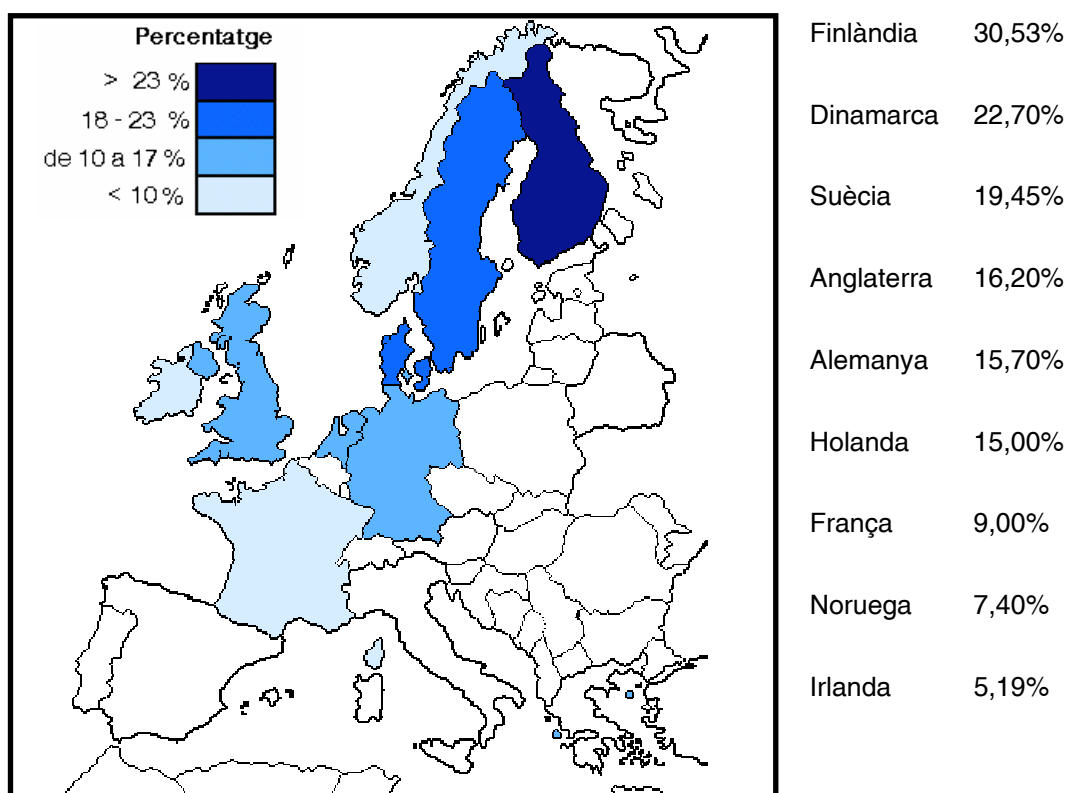 Percentatge
> 23 %
18 - 23 %
de 10 a 17 %
< 10 %
Finlàndia 30,53%
Dinamarca 22,70%
Suècia 19,45%
Anglaterra 16,20%
Alemanya 15,70%
Holanda 15,00%
França 9,00%
Noruega 7,40%
Irlanda 5,19%